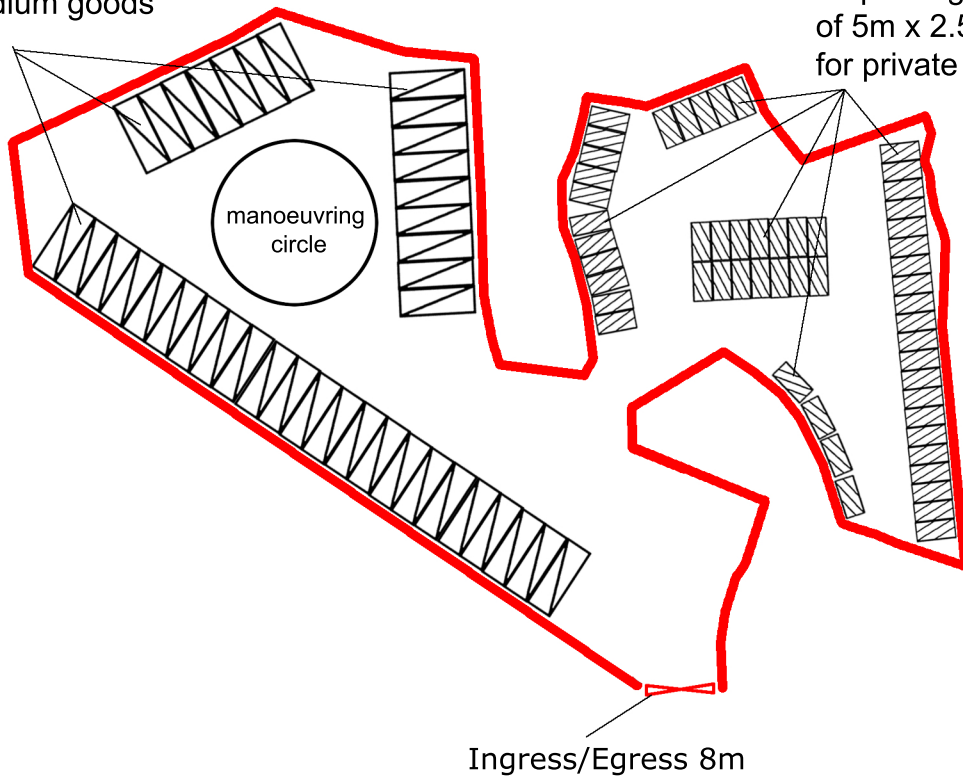 dium goods
of 5m x 2.5
for private
manoeuvring
circle
Ingress/Egress 8m